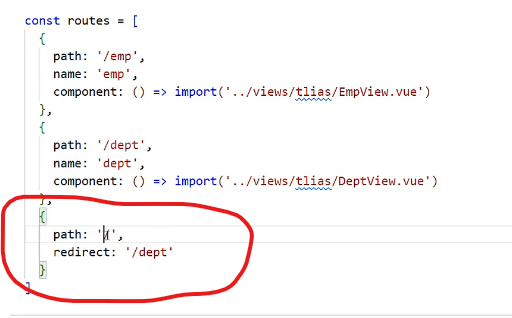 const routes = [
{
path: '/emp',
name: 'emp',
component: () => import('../views/tlias/EmpView.vue')
},
{
path: '/dept',
name: 'dept',
component: () => import('../views/tlias/DeptView.vue')
},
{
path: '/',
redirect: '/dept'
}
]